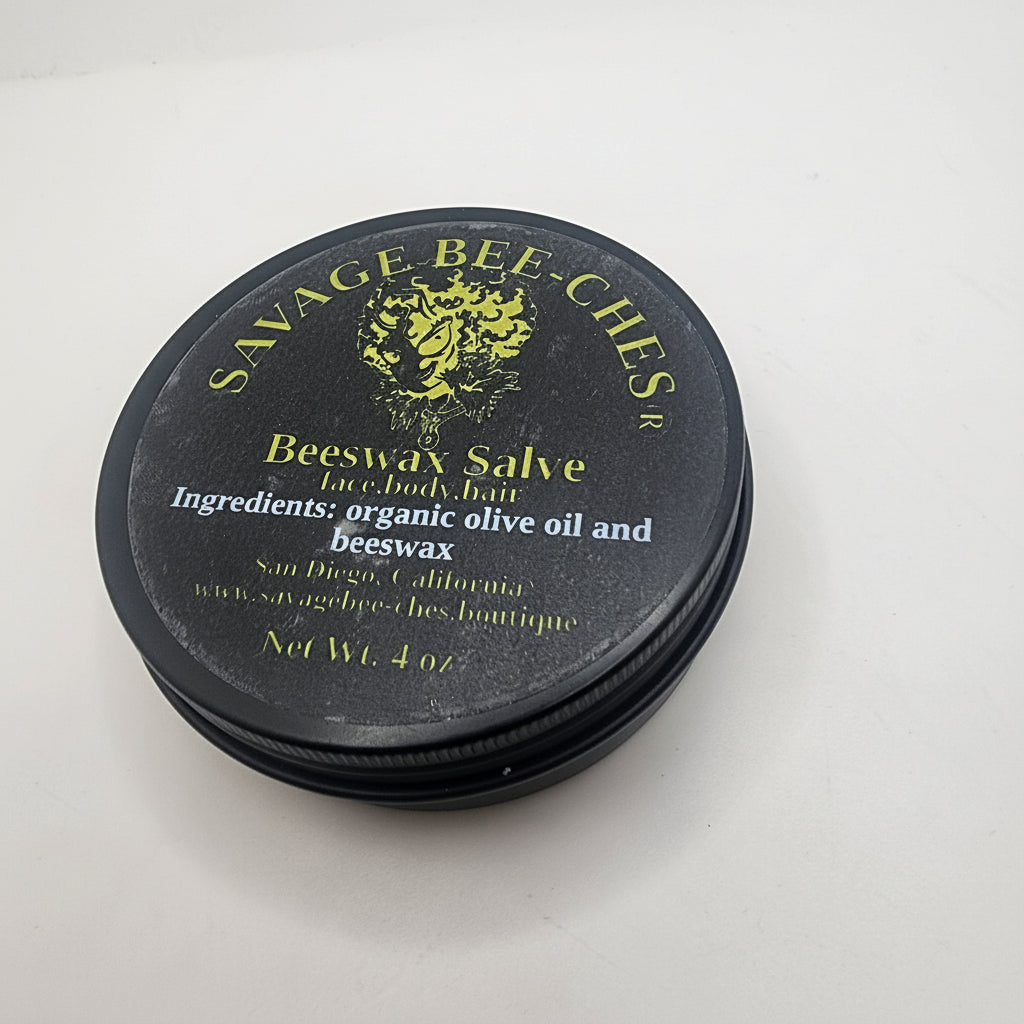 SAVAGE BEE-CHES
R
Beeswax Salve
face.body.hair
Ingredients: organic olive oil and
beeswax
San Diego, California
www.savagebee-ches.boutique
Net Wt. 4 oz